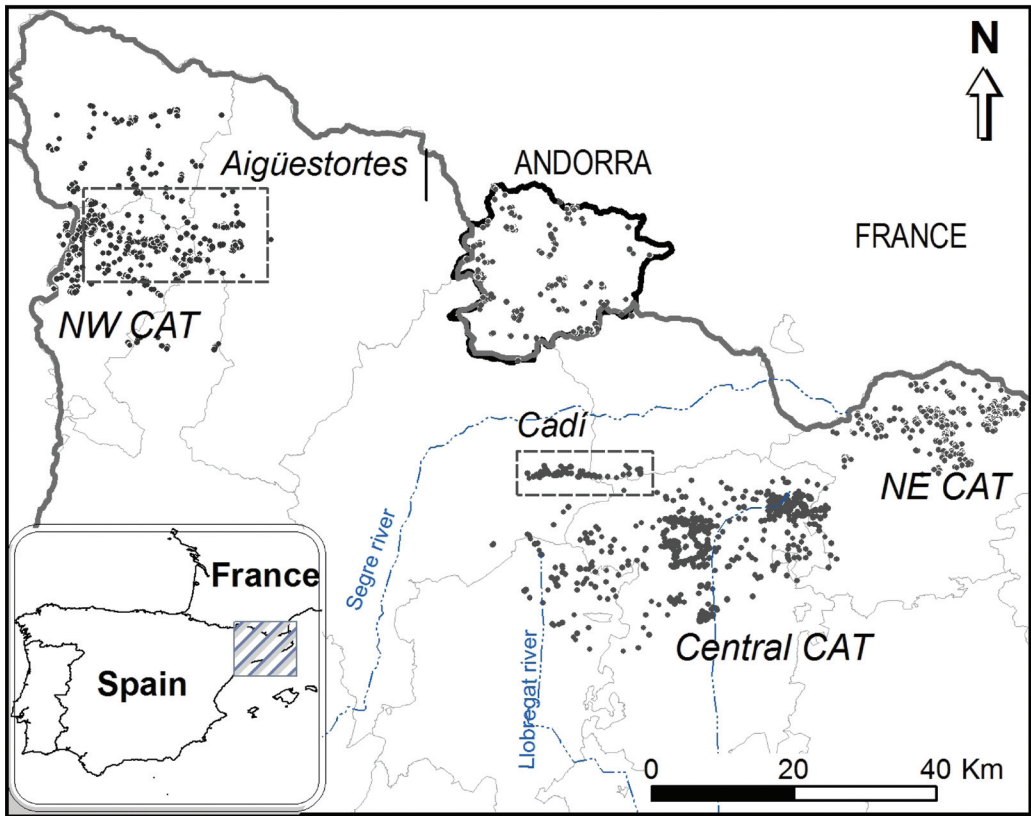 N
Aigüestortes
ANDORRA
FRANCE
NW CAT
Cadí
NE CAT
Segre river
Central CAT
Llobregat river
France
Spain
0 20 40 Km